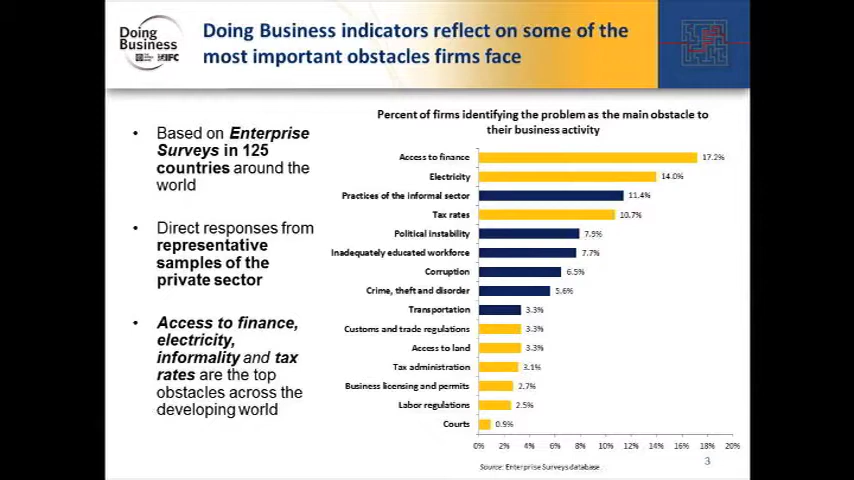 Doing
Business
IFC
Doing Business indicators reflect on some of the
most important obstacles firms face
• Based on Enterprise
Surveys in 125
countries around the
world
• Direct responses from
representative
samples of the
private sector
• Access to finance,
electricity,
informality and tax
rates are the top
obstacles across the
developing world
Percent of firms identifying the problem as the main obstacle to
their business activity
Access to finance 17.2%
Electricity 14.0%
Practices of the informal sector 11.4%
Tax rates 10.7%
Political instability 7.9%
Inadequately educated workforce 7.7%
Corruption 6.5%
Crime, theft and disorder 5.6%
Transportation 3.3%
Customs and trade regulations 3.3%
Access to land 3.3%
Tax administration 3.1%
Business licensing and permits 2.7%
Labor regulations 2.5%
Courts 0.9%
0% 2% 4% 6% 8% 10% 12% 14% 16% 18% 20%
Source: Enterprise Surveys database
3